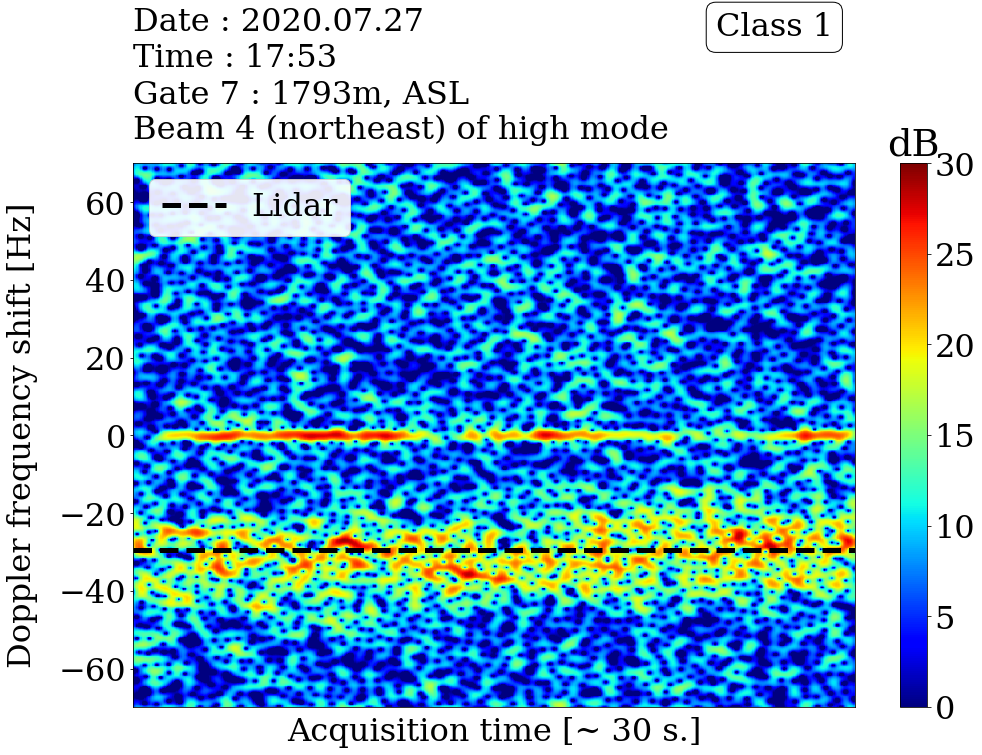 Date : 2020.07.27
Time : 17:53
Gate 7 : 1793m, ASL
Beam 4 (northeast) of high mode
Class 1
dB
Lidar
Doppler frequency shift [Hz]
60
40
20
0
−20
−40
−60
30
25
20
15
10
5
0
Acquisition time [~ 30 s.]